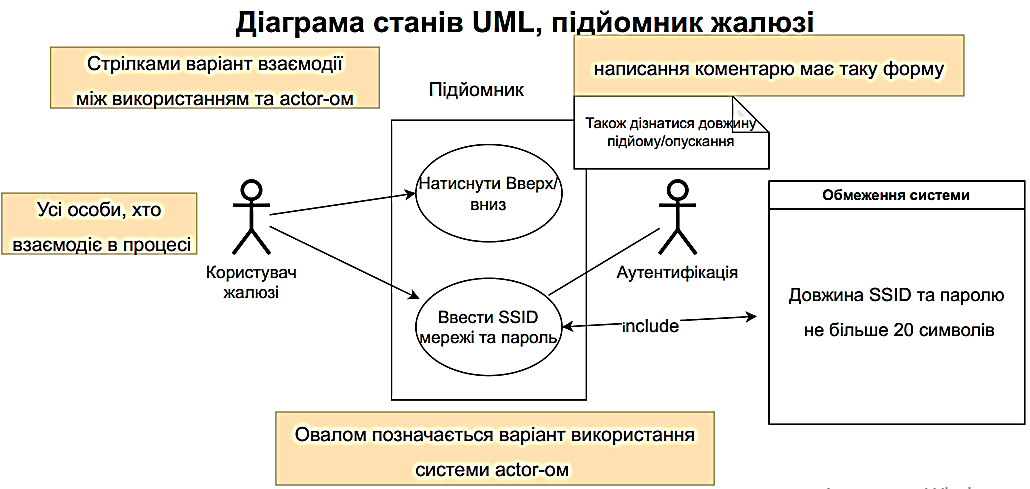 Діаграма станів UML, підйомник жалюзі
Стрілками варіант взаємодії
між використанням та actor-ом
написання коментарю має таку форму
Підйомник
Також дізнатися довжину
підйому/опускання
Натиснути Вверх/
вниз
Усі особи, хто
взаємодіє в процесі
Користувач
жалюзі
Аутентифікація
Обмеження системи
Довжина SSID та паролю
не більше 20 символів
Ввести SSID
мережі та пароль
include
Овалом позначається варіант використання
системи actor-ом